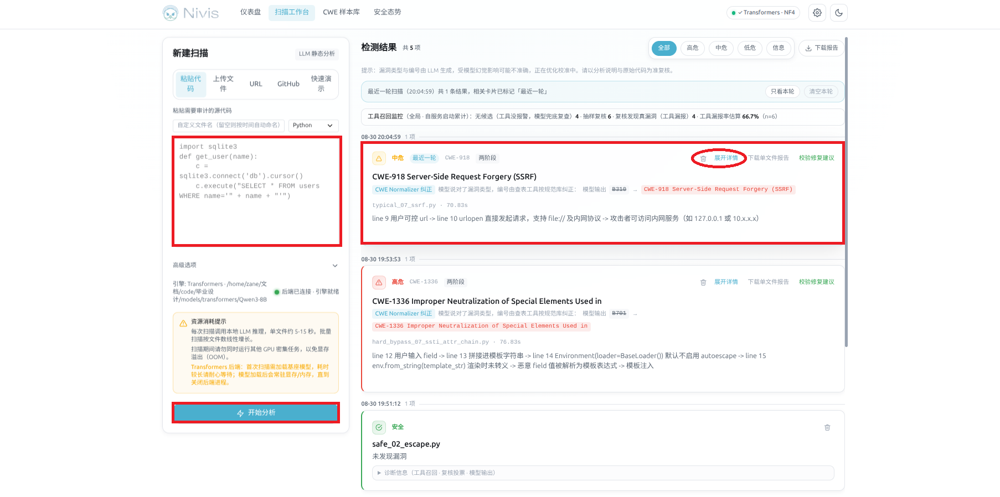 Nivis
仪表盘
扫描工作台
CWE 样本库
安全态势
✓ Transformers · NF4
新建扫描
LLM 静态分析
粘贴代
码
上传文
件
URL
GitHub
快速演
示
粘贴需要审计的源代码
自定义文件名（留空则按时间自动命名）
Python
import sqlite3
def get_user(name):
    c =
sqlite3.connect('db').cursor()
    c.execute("SELECT * FROM users
WHERE name='" + name + "'")
高级选项
引擎: Transformers · /home/zane/文
档/code/毕业设
计/models/transformers/Qwen3-8B
后端已连接 · 引擎就绪
资源消耗提示
每次扫描调用本地 LLM 推理，单文件约 5-15 秒。批量
扫描按文件数线性增长。
扫描期间请勿同时运行其他 GPU 密集任务，以免显存
溢出（OOM）。
Transformers 后端：首次扫描需加载基座模型，耗时
较长请耐心等待；模型加载后会常驻显存/内存，直到
关闭后端进程。
开始分析
检测结果 共 5 项
全部
高危
中危
低危
信息
下载报告
提示：漏洞类型与编号由 LLM 生成，受模型幻觉影响可能不准确，正在优化校准中。请以分析说明与原始代码为准复核。
最近一轮扫描（20:04:59）共 1 条结果，相关卡片已标记「最近一轮」
只看本轮
清空本轮
工具召回监控（全局 · 自服务启动累计）：无候选（工具没报警，模型兜底复查）4 · 抽样复核 6 · 复核发现真漏洞（工具漏报）4 · 工具漏报率估算 66.7%（n=6）
08-30 20:04:59 1 项
中危 最近一轮 CWE-918 两阶段
展开详情 下载单文件报告 校验修复建议
CWE-918 Server-Side Request Forgery (SSRF)
CWE Normalizer 纠正 模型说对了漏洞类型，编号由查表工具按规范库纠正： 模型输出 B310 → CWE-918 Server-Side Request Forgery (SSRF)
typical_07_ssrf.py · 70.83s
line 9 用户可控 url -> line 10 urlopen 直接发起请求，支持 file:// 及内网协议 -> 攻击者可访问内网服务（如 127.0.0.1 或 10.x.x.x）
08-30 19:53:53 1 项
高危 CWE-1336 两阶段
展开详情 下载单文件报告 校验修复建议
CWE-1336 Improper Neutralization of Special Elements Used in
CWE Normalizer 纠正 模型说对了漏洞类型，编号由查表工具按规范库纠正： 模型输出 B701 →
CWE-1336 Improper Neutralization of Special Elements Used in
hard_bypass_07_ssti_attr_chain.py · 76.83s
line 12 用户输入 field -> line 13 拼接进模板字符串 -> line 14 Environment(loader=BaseLoader()) 默认不启用 autoescape -> line 15
env.from_string(template_str) 渲染时未转义 -> 恶意 field 值被解析为模板表达式 -> 模板注入
08-30 19:51:12 1 项
安全
safe_02_escape.py
未发现漏洞
▶ 诊断信息（工具召回 · 复核投票 · 模型输出）